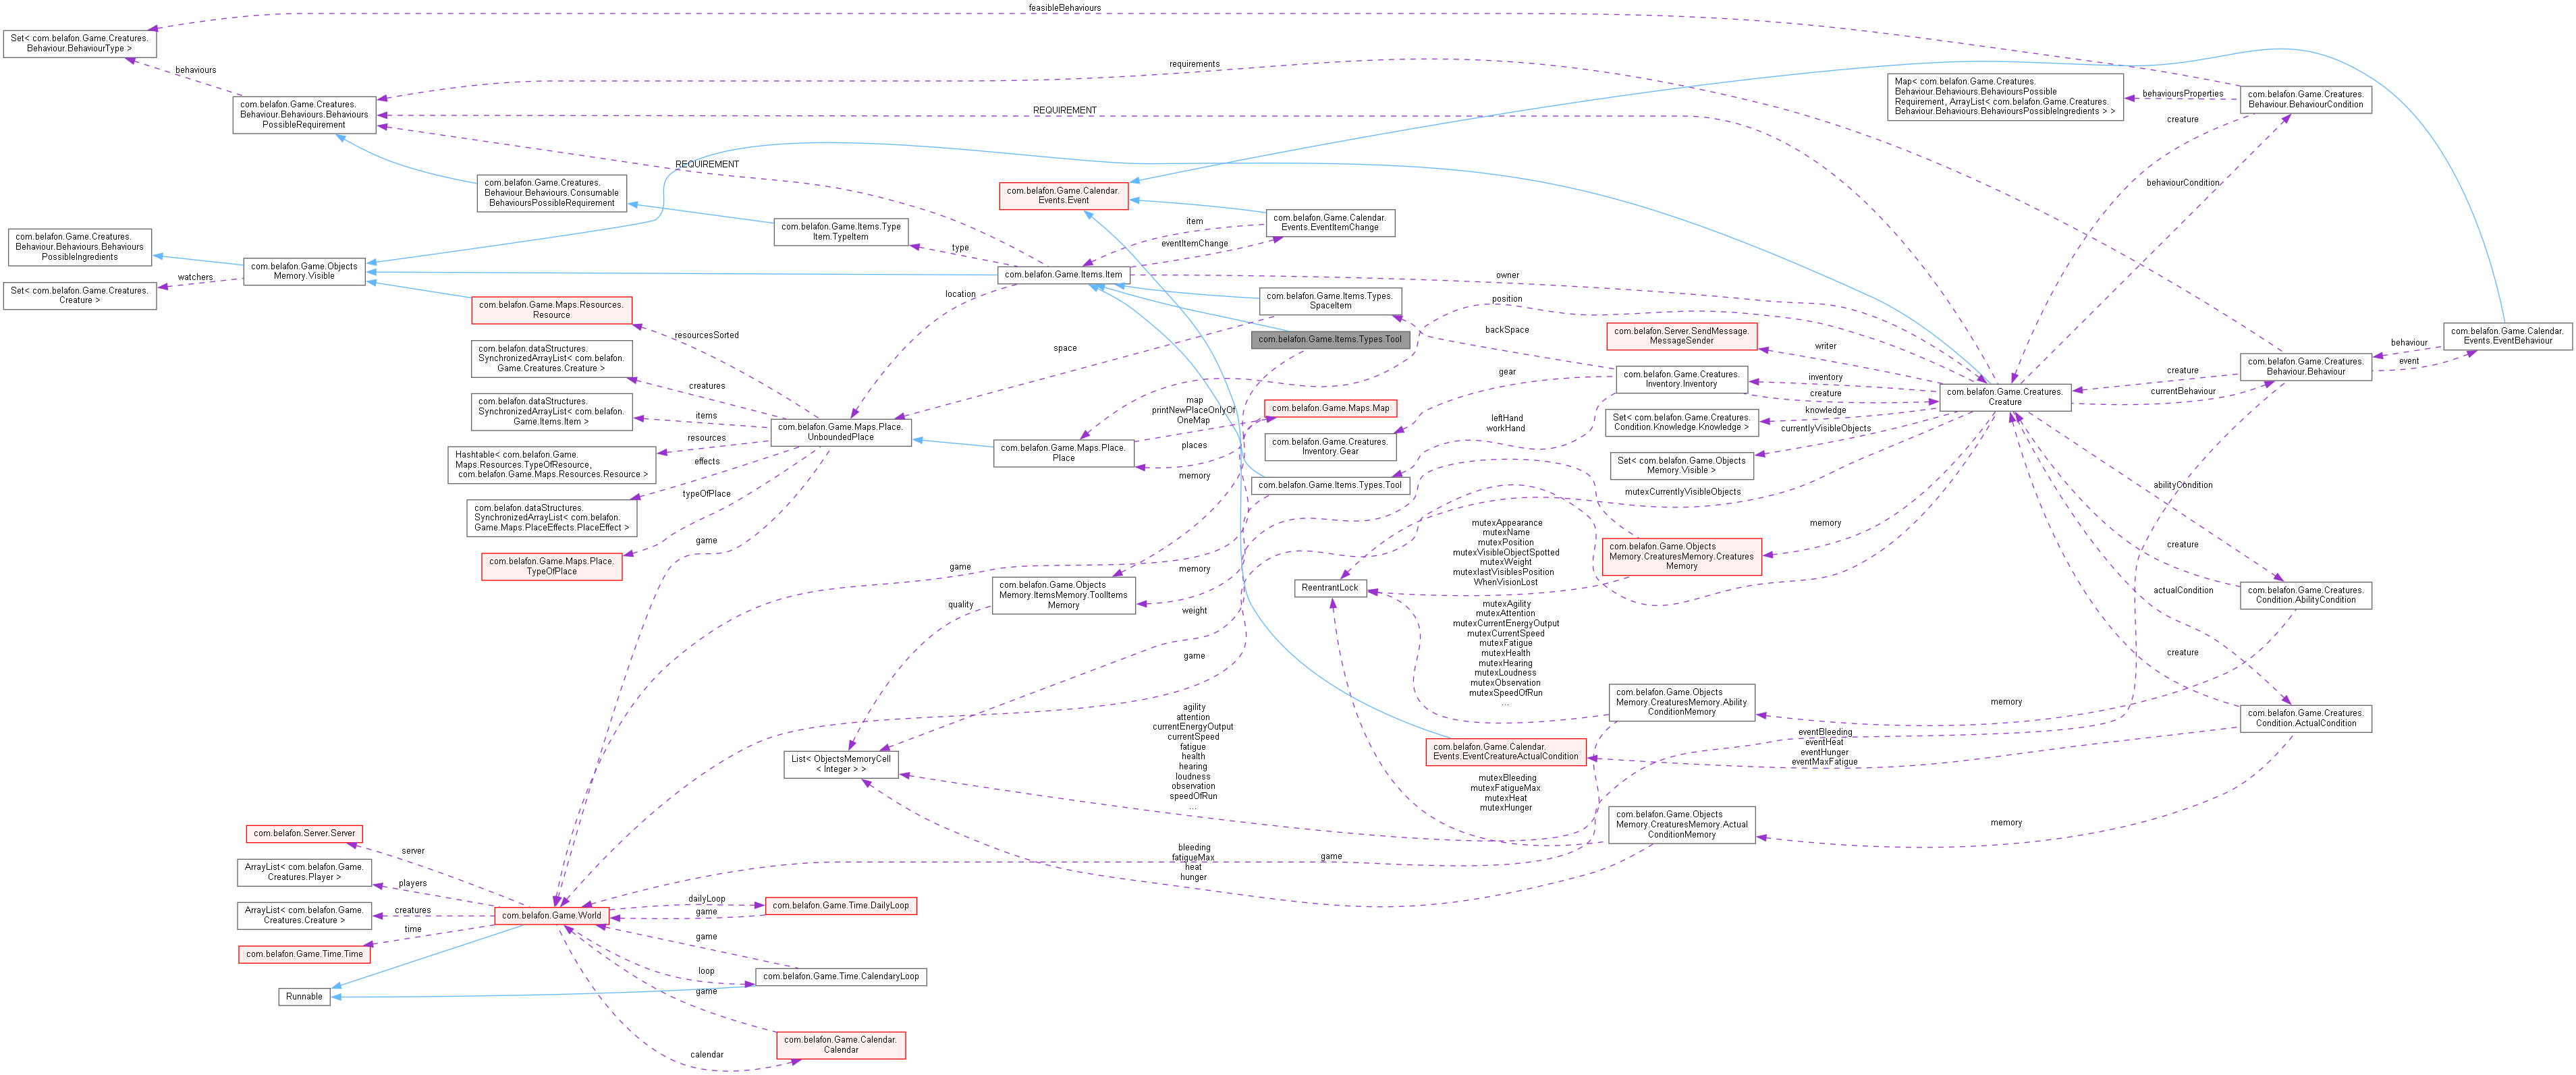 feasibleBehaviours
Set< com.belafon.Game.Creatures.
Behaviour.BehaviourType >
behaviours
requirements
com.belafon.Game.Creatures.
Behaviour.Behaviours.Behaviours
PossibleRequirement
REQUIREMENT
REQUIREMENT
Map< com.belafon.Game.Creatures.
Behaviour.Behaviours.BehavioursPossible
Requirement, ArrayList< com.belafon.Game.Creatures.
Behaviour.Behaviours.BehavioursPossibleIngredients > >
behavioursProperties
com.belafon.Game.Creatures.
Behaviour.BehaviourCondition
creature
behaviourCondition
com.belafon.Game.Creatures.
Behaviour.Behaviours.Consumable
BehavioursPossibleRequirement
com.belafon.Game.Calendar.
Events.Event
com.belafon.Game.Items.Type
Item.TypeItem
com.belafon.Game.Calendar.
Events.EventItemChange
item
eventItemChange
type
com.belafon.Game.Creatures.
Behaviour.Behaviours.Behaviours
PossibleIngredients
com.belafon.Game.Objects
Memory.Visible
watchers
Set< com.belafon.Game.Creatures.
Creature >
com.belafon.Game.Items.Item
owner
location
position
com.belafon.Game.Items.Types.
SpaceItem
com.belafon.Game.Items.Types.Tool
backSpace
space
com.belafon.Game.Maps.Resources.
Resource
resourcesSorted
com.belafon.dataStructures.
SynchronizedArrayList< com.belafon.
Game.Creatures.Creature >
creatures
com.belafon.dataStructures.
SynchronizedArrayList< com.belafon.
Game.Items.Item >
items
resources
Hashtable< com.belafon.Game.
Maps.Resources.TypeOfResource,
com.belafon.Game.Maps.Resources.Resource >
effects
com.belafon.dataStructures.
SynchronizedArrayList< com.belafon.
Game.Maps.PlaceEffects.PlaceEffect >
typeOfPlace
com.belafon.Game.Maps.Place.
TypeOfPlace
game
com.belafon.Game.Maps.Place.
UnboundedPlace
com.belafon.Game.Maps.Place.
Place
map
printNewPlaceOnlyOf
OneMap
places
com.belafon.Game.Maps.Map
com.belafon.Game.Creatures.
Inventory.Gear
gear
leftHand
workHand
com.belafon.Server.SendMessage.
MessageSender
writer
com.belafon.Game.Creatures.
Inventory.Inventory
inventory
creature
Set< com.belafon.Game.Creatures.
Condition.Knowledge.Knowledge >
knowledge
currentlyVisibleObjects
Set< com.belafon.Game.Objects
Memory.Visible >
com.belafon.Game.Creatures.
Creature
creature
currentBehaviour
com.belafon.Game.Creatures.
Behaviour.Behaviour
behaviour
event
com.belafon.Game.Calendar.
Events.EventBehaviour
memory
com.belafon.Game.Items.Types.Tool
mutexCurrentlyVisibleObjects
abilityCondition
memory
mutexAppearance
mutexName
mutexPosition
mutexVisibleObjectSpotted
mutexWeight
mutexlastVisiblesPosition
WhenVisionLost
com.belafon.Game.Objects
Memory.CreaturesMemory.Creatures
Memory
creature
game
memory
com.belafon.Game.Objects
Memory.ItemsMemory.ToolItems
Memory
ReentrantLock
com.belafon.Game.Creatures.
Condition.AbilityCondition
actualCondition
quality
weight
mutexAgility
mutexAttention
mutexCurrentEnergyOutput
mutexCurrentSpeed
mutexFatigue
mutexHealth
mutexHearing
mutexLoudness
mutexObservation
mutexSpeedOfRun
...
game
creature
com.belafon.Game.Objects
Memory.CreaturesMemory.Ability
ConditionMemory
memory
com.belafon.Game.Creatures.
Condition.ActualCondition
agility
attention
currentEnergyOutput
currentSpeed
fatigue
health
hearing
loudness
observation
speedOfRun
...
List< ObjectsMemoryCell
< Integer > >
com.belafon.Game.Calendar.
Events.EventCreatureActualCondition
eventBleeding
eventHeat
eventHunger
eventMaxFatigue
mutexBleeding
mutexFatigueMax
mutexHeat
mutexHunger
com.belafon.Game.Objects
Memory.CreaturesMemory.Actual
ConditionMemory
memory
bleeding
fatigueMax
heat
hunger
game
com.belafon.Server.Server
server
ArrayList< com.belafon.Game.
Creatures.Player >
players
ArrayList< com.belafon.Game.
Creatures.Creature >
creatures
com.belafon.Game.Time.Time
time
com.belafon.Game.World
dailyLoop
game
com.belafon.Game.Time.DailyLoop
game
loop
com.belafon.Game.Time.CalendaryLoop
Runnable
game
com.belafon.Game.Calendar.
Calendar
calendar